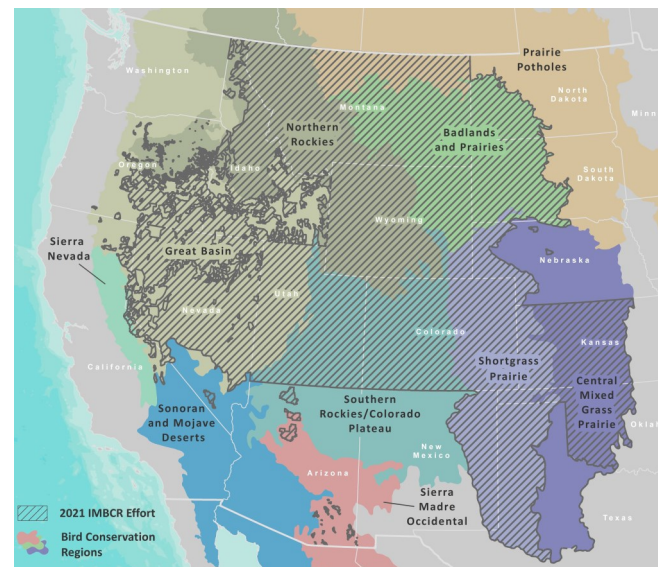 Prairie
Potholes
Washington
North
Dakota
Minn
Montana
Northern
Rockies
Badlands
and Prairies
Oregon
Idaho
South
Dakota
Wyoming
Sierra
Nevada
Great Basin
Nebraska
Nevada
Utah
Colorado
Kansas
California
Shortgrass
Prairie
Central
Mixed
Grass
Prairie
Sonoran
and Mojave
Deserts
Southern
Rockies/Colorado
Plateau
Oklah
New
Mexico
Arizona
Sierra
Madre
Occidental
Texas
2021 IMBCR Effort
Bird Conservation
Regions